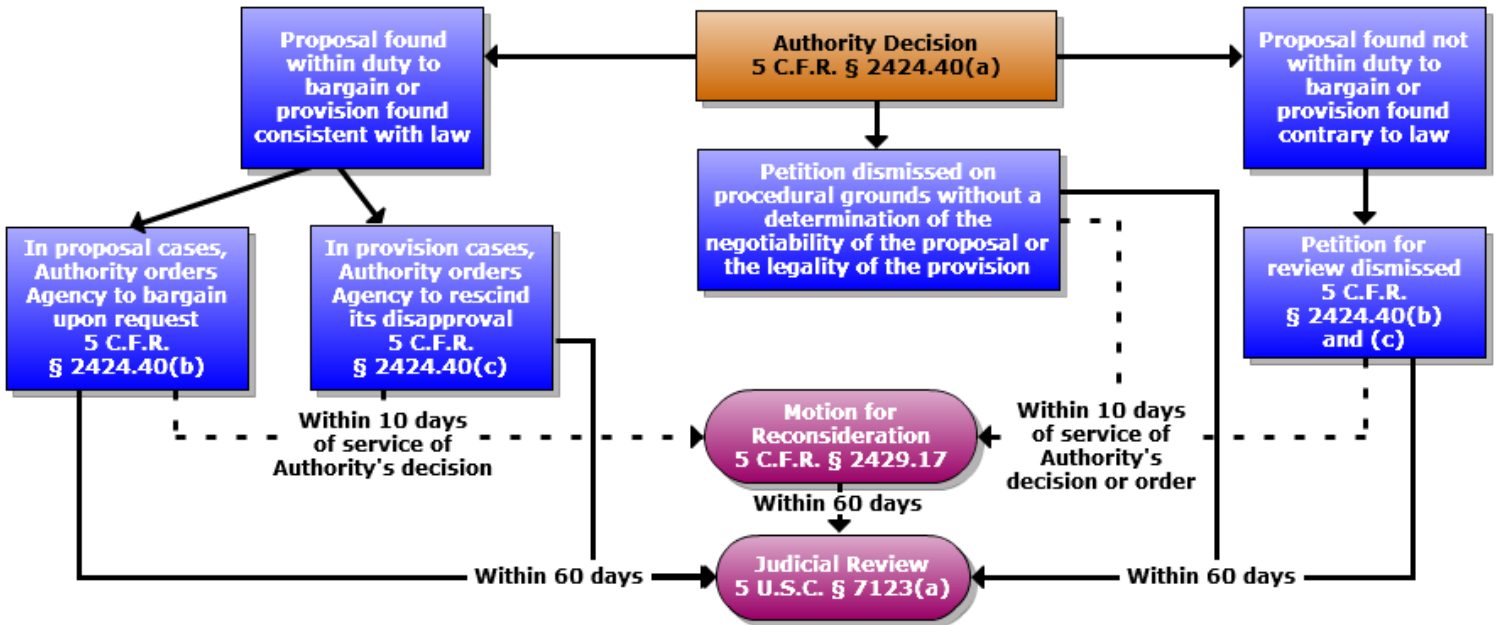 Proposal found
within duty to
bargain or
provision found
consistent with law
Authority Decision
5 C.F.R. § 2424.40(a)
Proposal found not
within duty to
bargain or
provision found
contrary to law
Petition dismissed on
procedural grounds without a
determination of the
negotiability of the proposal or
the legality of the provision
In proposal cases,
Authority orders
Agency to bargain
upon request
5 C.F.R.
§ 2424.40(b)
In provision cases,
Authority orders
Agency to rescind
its disapproval
5 C.F.R.
§ 2424.40(c)
Petition for
review dismissed
5 C.F.R.
§ 2424.40(b)
and (c)
Within 10 days
of service of
Authority's decision
Motion for
Reconsideration
5 C.F.R. § 2429.17
Within 10 days
of service of
Authority's
decision or order
Within 60 days
Within 60 days
Judicial Review
5 U.S.C. § 7123(a)
Within 60 days